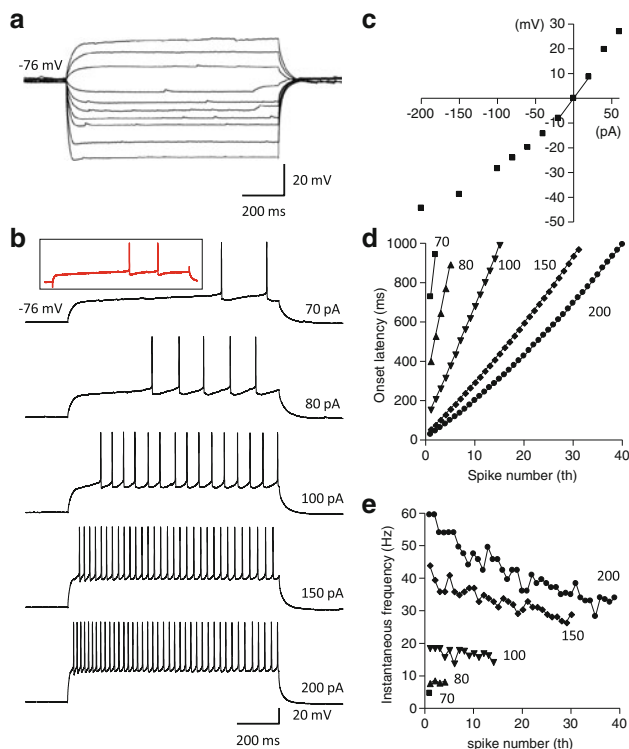 a
-76 mV
20 mV
200 ms
b
-76 mV
70 pA
80 pA
100 pA
150 pA
200 pA
20 mV
200 ms
c
(mV)
30
20
10
0
-10
-20
-30
-40
-50
-200 -150 -100 -50 0 50
(pA)
d
Onset latency (ms)
1000
800
600
400
200
0
70
80
100
150
200
0 10 20 30 40
Spike number (th)
e
Instantaneous frequency (Hz)
60
50
40
30
20
10
0
200
150
100
80
70
0 10 20 30 40
spike number (th)